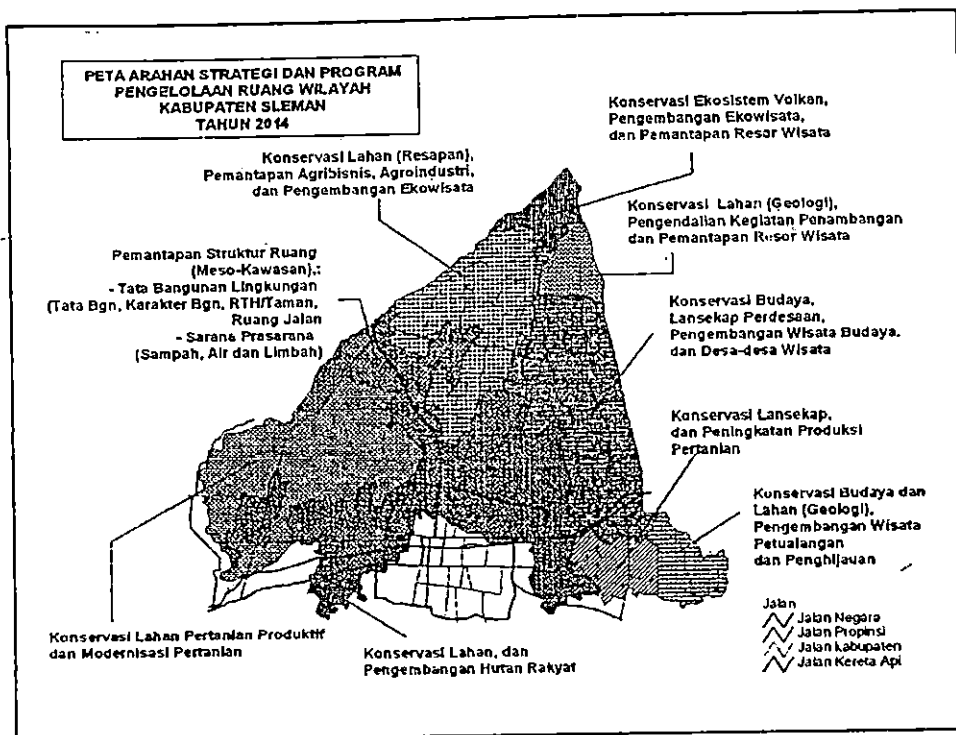 PETA ARAHAN STRATEGI DAN PROGRAM
PENGELOLAAN RUANG WILAYAH
KABUPATEN SLEMAN
TAHUN 2014
Konservasi Ekosistem Volkan,
Pengembangan Ekowisata,
dan Pemantapan Resor Wisata
Konservasi Lahan (Resapan),
Pemantapan Agribisnis, Agroindustri,
dan Pengembangan Ekowisata
Konservasi Lahan (Geologi),
Pengendalian Kegiatan Penambangan
dan Pemantapan Resor Wisata
Pemantapan Struktur Ruang
(Meso-Kawasan),:
- Tata Bangunan Lingkungan
(Tata Bgn, Karakter Bgn, RTH/Taman,
Ruang Jalan
- Sarana Prasarana
(Sampah, Air dan Limbah)
Konservasi Budaya,
Lansekap Perdesaan,
Pengembangan Wisata Budaya.
dan Desa-desa Wisata
Konservasi Lansekap,
dan Peningkatan Produksi
Pertanian
Konservasi Budaya dan
Lahan (Geologi),
Pengembangan Wisata
Petualangan
dan Penghijauan
Konservasi Lahan Pertanian Produktif
dan Modernisasi Pertanian
Konservasi Lahan, dan
Pengembangan Hutan Rakyat
Jalan
Jalan Negara
Jalan Propinsi
Jalan kabupaten
Jalan Kereta Api